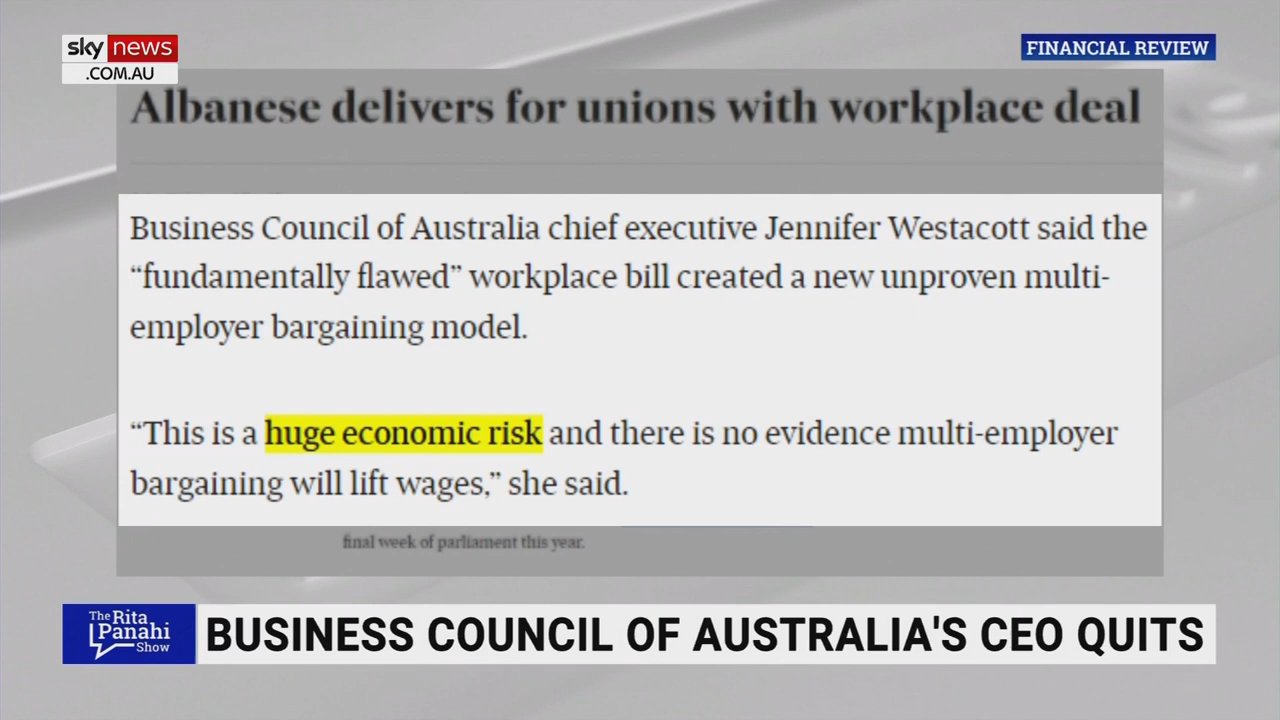 sky news
.COM.AU
FINANCIAL REVIEW
Albanese delivers for unions with workplace deal
Business Council of Australia chief executive Jennifer Westacott said the
“fundamentally flawed” workplace bill created a new unproven multi-
employer bargaining model.
“This is a huge economic risk and there is no evidence multi-employer
bargaining will lift wages,” she said.
final week of parliament this year.
The Rita
Panahi
Show
BUSINESS COUNCIL OF AUSTRALIA'S CEO QUITS